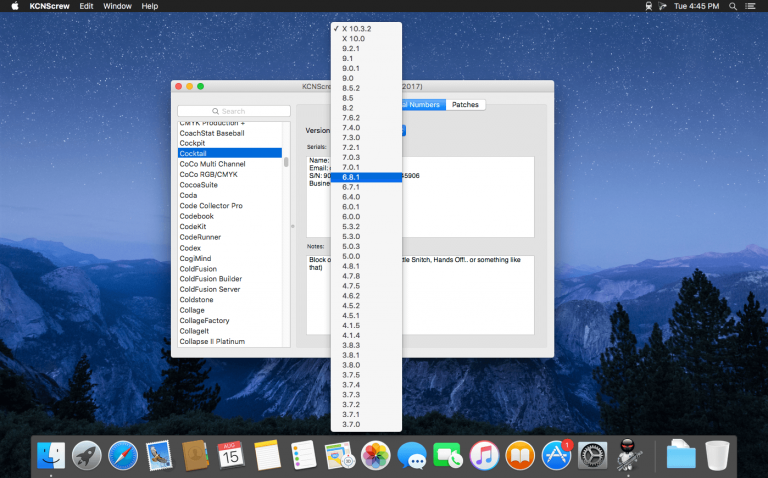 KCNScrew Edit Window Help
Tue 4:45 PM
KCNScre
2017)
Search
al Numbers
Patches
CMYK Production +
CoachStat Baseball
Cockpit
Cocktail
CoCo Multi Channel
CoCo RGB/CMYK
CocoaSuite
Coda
Code Collector Pro
Codebook
CodeKit
CodeRunner
Codex
CogiMind
ColdFusion
ColdFusion Builder
ColdFusion Server
Coldstone
Collage
CollageFactory
CollageIt
Collapse II Platinum
Version
Serials:
Name:
Email:
S/N: 90
45906
Busine
Notes:
Block o
tle Snitch, Hands Off!.. or something like
that)
✓ X 10.3.2
X 10.0
9.2.1
9.1
9.0.1
9.0
8.5.2
8.5
8.2
7.6.2
7.4.0
7.3.0
7.2.1
7.0.3
7.0.1
6.8.1
6.7.1
6.4.0
6.0.1
6.0.0
5.3.2
5.3.0
5.0.3
5.0.0
4.8.1
4.7.8
4.7.5
4.6.2
4.5.2
4.5.1
4.1.5
4.1.4
3.8.3
3.8.1
3.8.0
3.7.5
3.7.4
3.7.3
3.7.2
3.7.1
3.7.0
AUG
15
1